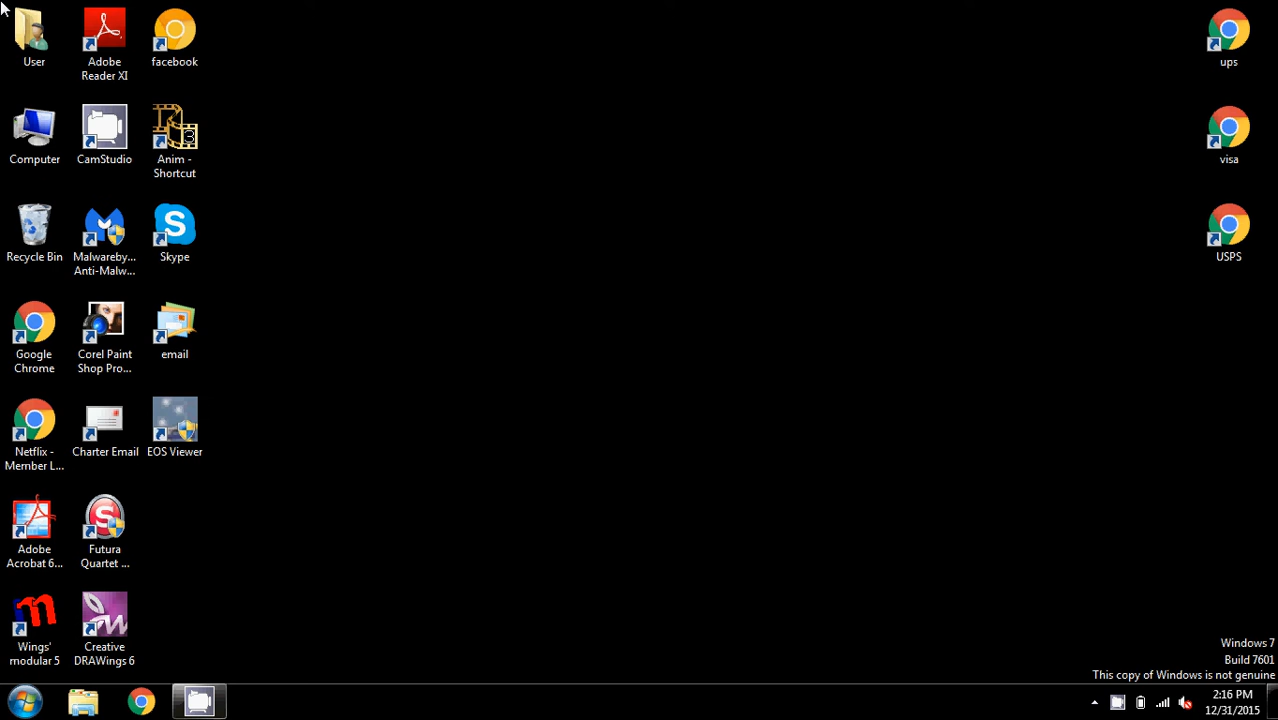 User
Adobe
Reader XI
facebook
ups
Computer
CamStudio
3
Anim -
Shortcut
visa
Recycle Bin
Malwareby...
Anti-Malw...
S
Skype
USPS
Google
Chrome
Corel Paint
Shop Pro...
email
Netflix -
Member L...
Charter Email
EOS Viewer
Adobe
Acrobat 6...
S
Futura
Quartet ...
m
Wings'
modular 5
Creative
DRAWings 6
Windows 7
Build 7601
This copy of Windows is not genuine
2:16 PM
12/31/2015